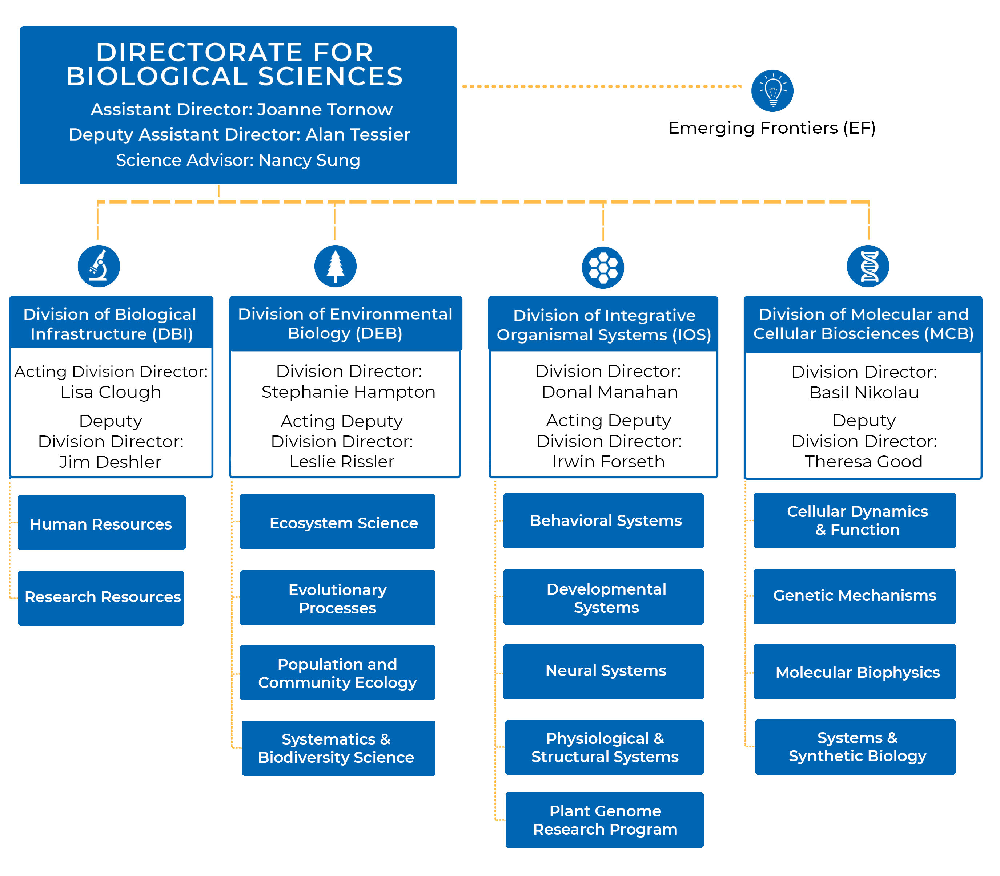 DIRECTORATE FOR
BIOLOGICAL SCIENCES
Assistant Director: Joanne Tornow
Deputy Assistant Director: Alan Tessier
Science Advisor: Nancy Sung
Emerging Frontiers (EF)
Division of Biological
Infrastructure (DBI)
Acting Division Director:
Lisa Clough
Deputy
Division Director:
Jim Deshler
Human Resources
Research Resources
Division of Environmental
Biology (DEB)
Division Director:
Stephanie Hampton
Acting Deputy
Division Director:
Leslie Rissler
Ecosystem Science
Evolutionary
Processes
Population and
Community Ecology
Systematics &
Biodiversity Science
Division of Integrative
Organismal Systems (IOS)
Division Director:
Donal Manahan
Acting Deputy
Division Director:
Irwin Forseth
Behavioral Systems
Developmental
Systems
Neural Systems
Physiological &
Structural Systems
Plant Genome
Research Program
Division of Molecular and
Cellular Biosciences (MCB)
Division Director:
Basil Nikolau
Deputy
Division Director:
Theresa Good
Cellular Dynamics
& Function
Genetic Mechanisms
Molecular Biophysics
Systems &
Synthetic Biology